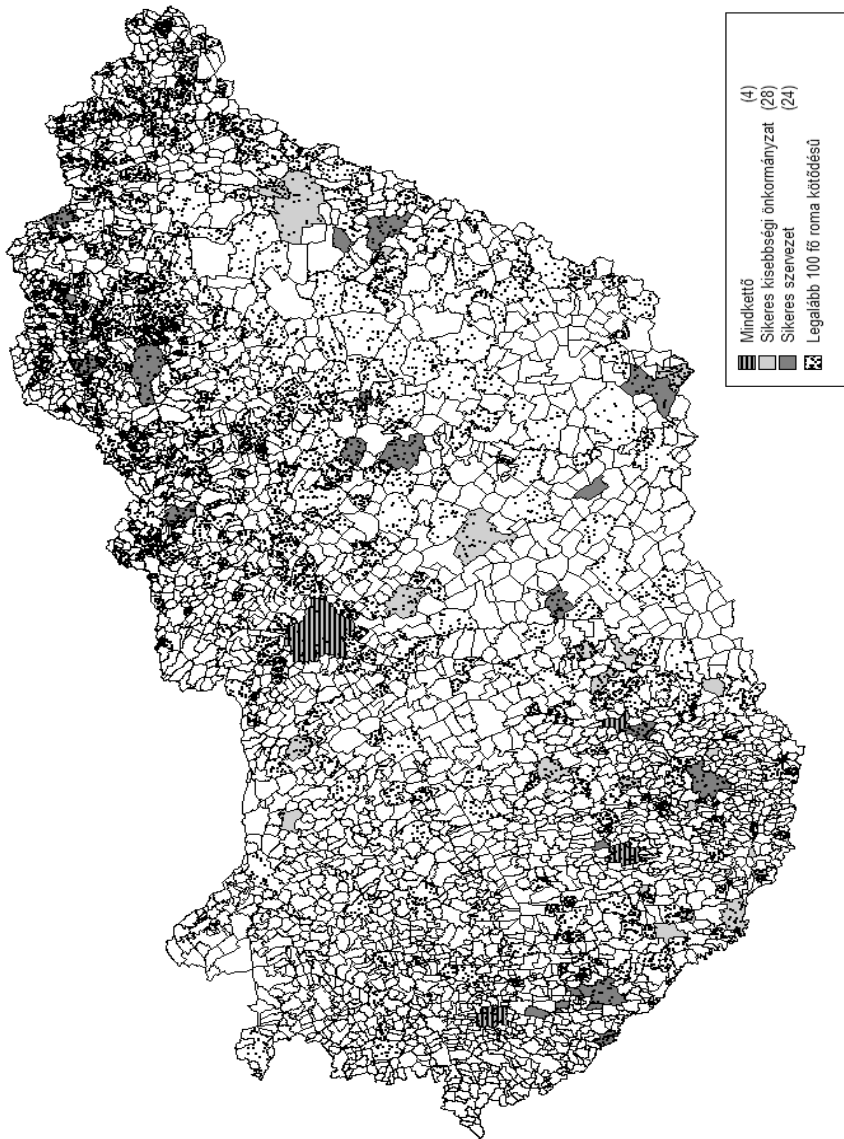 Mindkettő (4)
Sikeres kisebbségi önkormányzat (28)
Sikeres szervezet (24)
Legalább 100 fő roma kötődésű